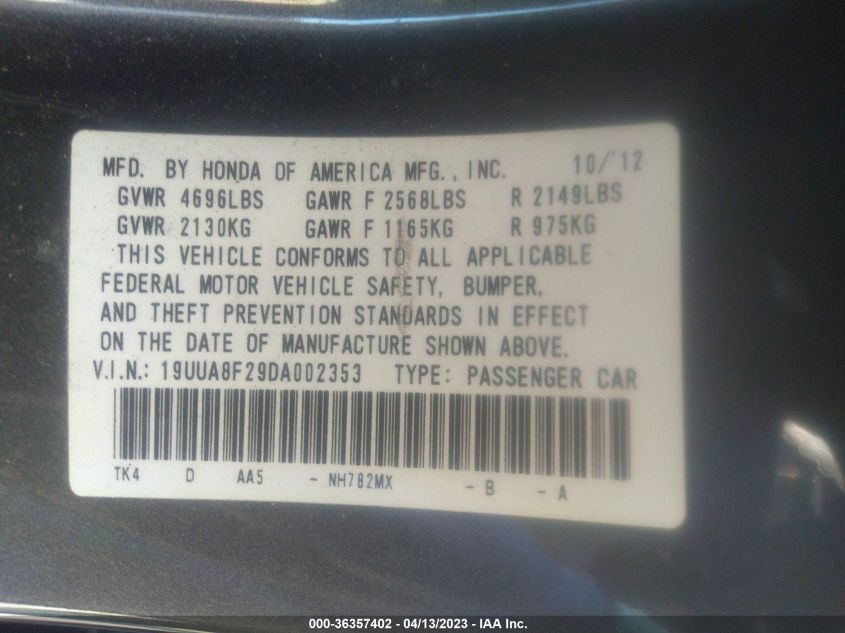 MFD. BY HONDA OF AMERICA MFG., INC. 10/'12
GVWR 4696LBS GAWR F 2568LBS R 2149LBS
GVWR 2130KG GAWR F 1165KG R 975KG
THIS VEHICLE CONFORMS TO ALL APPLICABLE
FEDERAL MOTOR VEHICLE SAFETY, BUMPER,
AND THEFT PREVENTION STANDARDS IN EFFECT
ON THE DATE OF MANUFACTURE SHOWN ABOVE.
V.I.N.: 19UUA8F29DA002353 TYPE: PASSENGER CAR
TK4 D AA5 - NH782MX - B - A
000-36357402 - 04/13/2023 - IAA Inc.